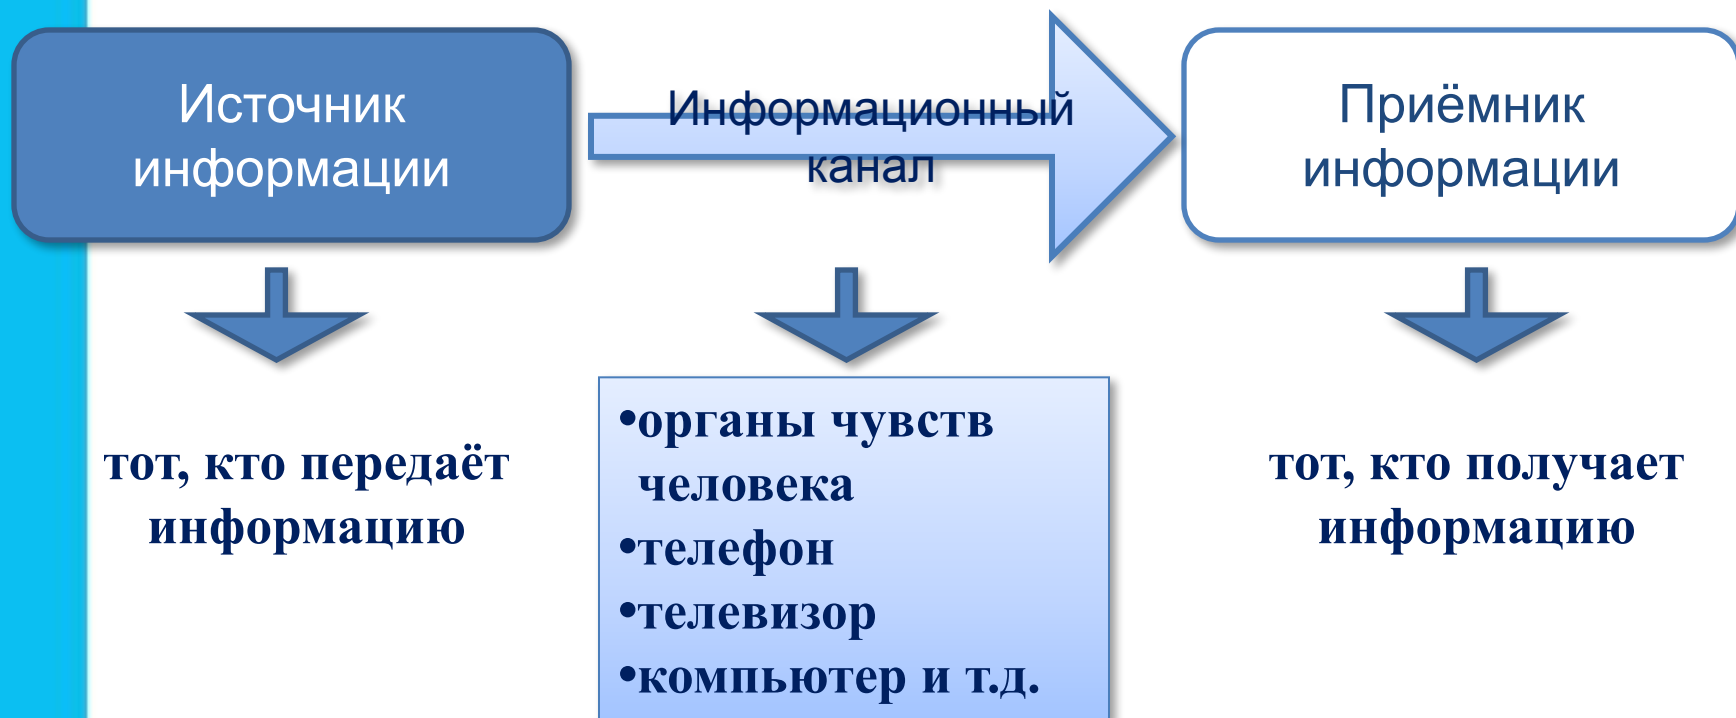 Источник
информации
Информационный
канал
Приёмник
информации
тот, кто передаёт
информацию
•органы чувств
человека
•телефон
•телевизор
•компьютер и т.д.
тот, кто получает
информацию